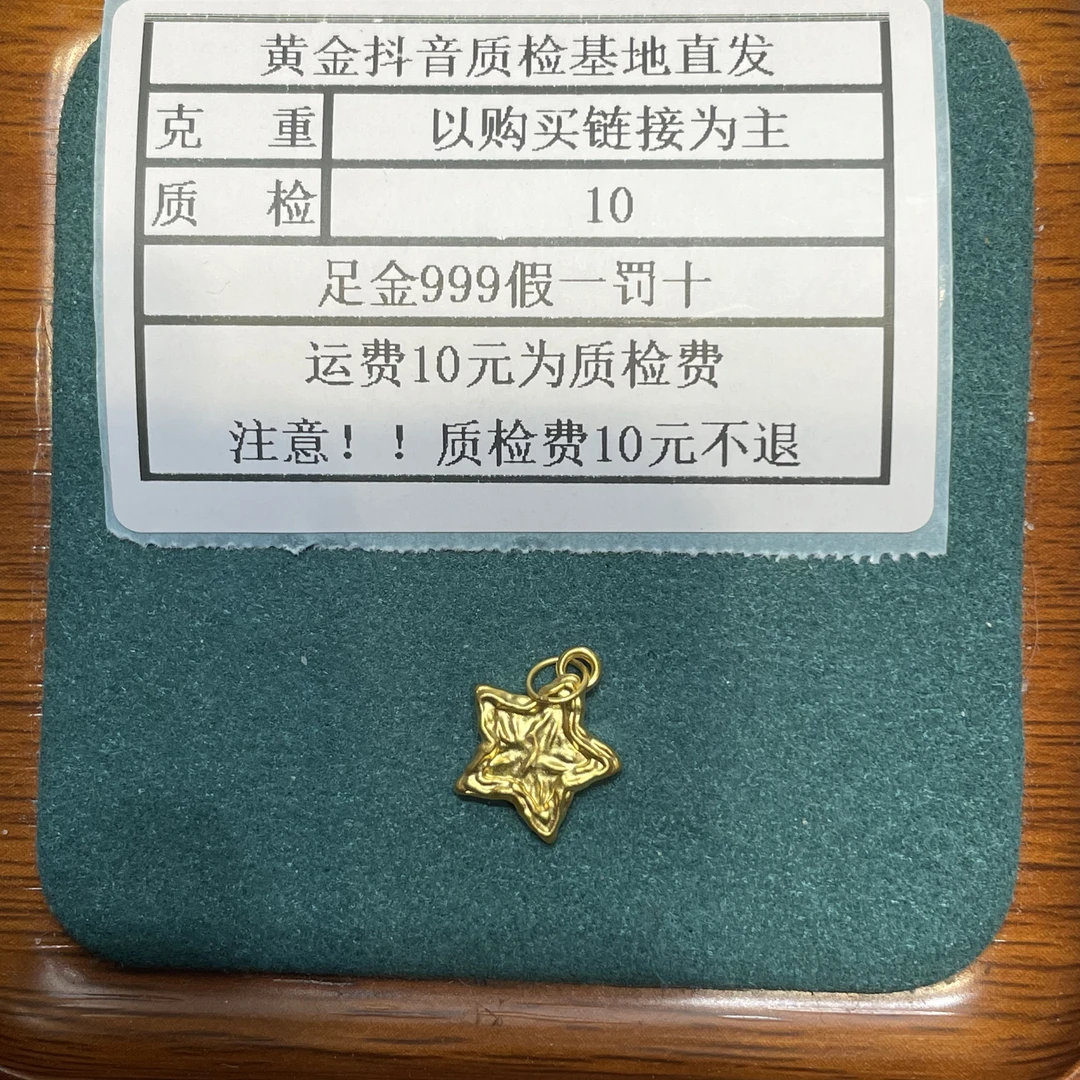 黄金抖音质检基地直发
克 重 以购买链接为主
质 检 10
足金999假一罚十
运费10元为质检费
注意！！质检费10元不退